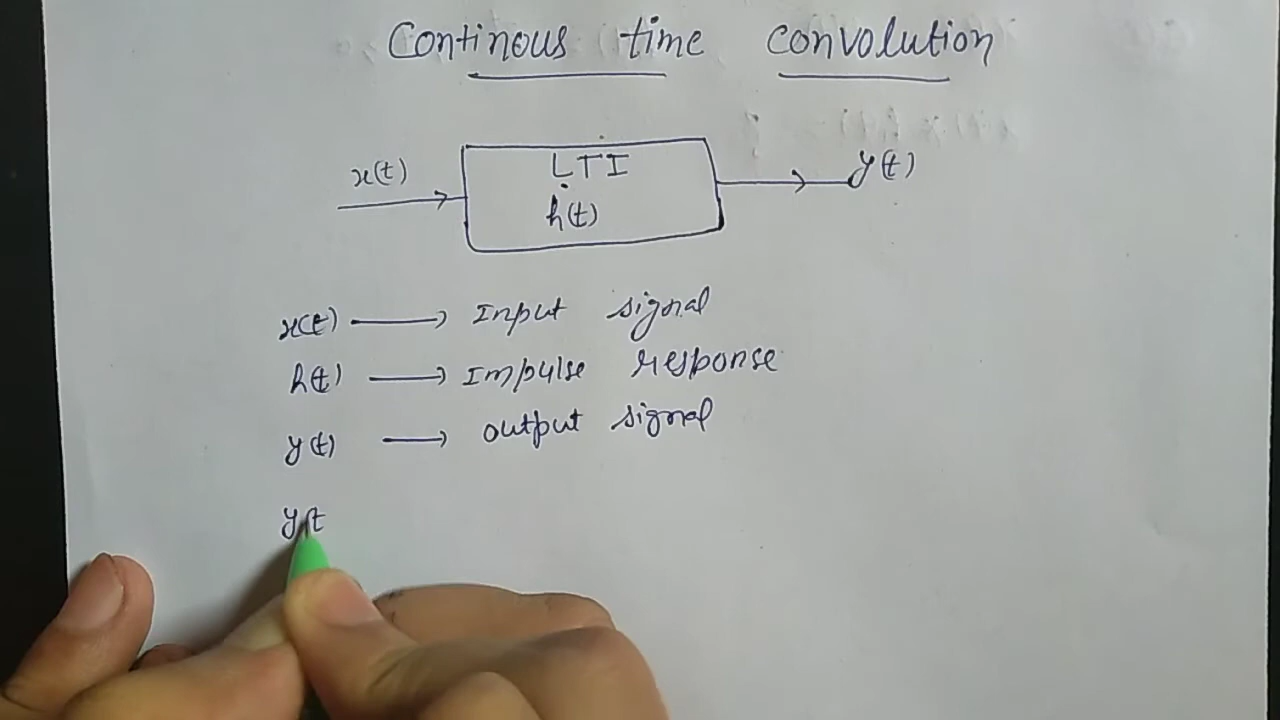 Continous time convolution
x(t)
LTI
h(t)
y(t)
x(t) → Input signal
h(t) → Impulse response
y(t) → output signal
y(t